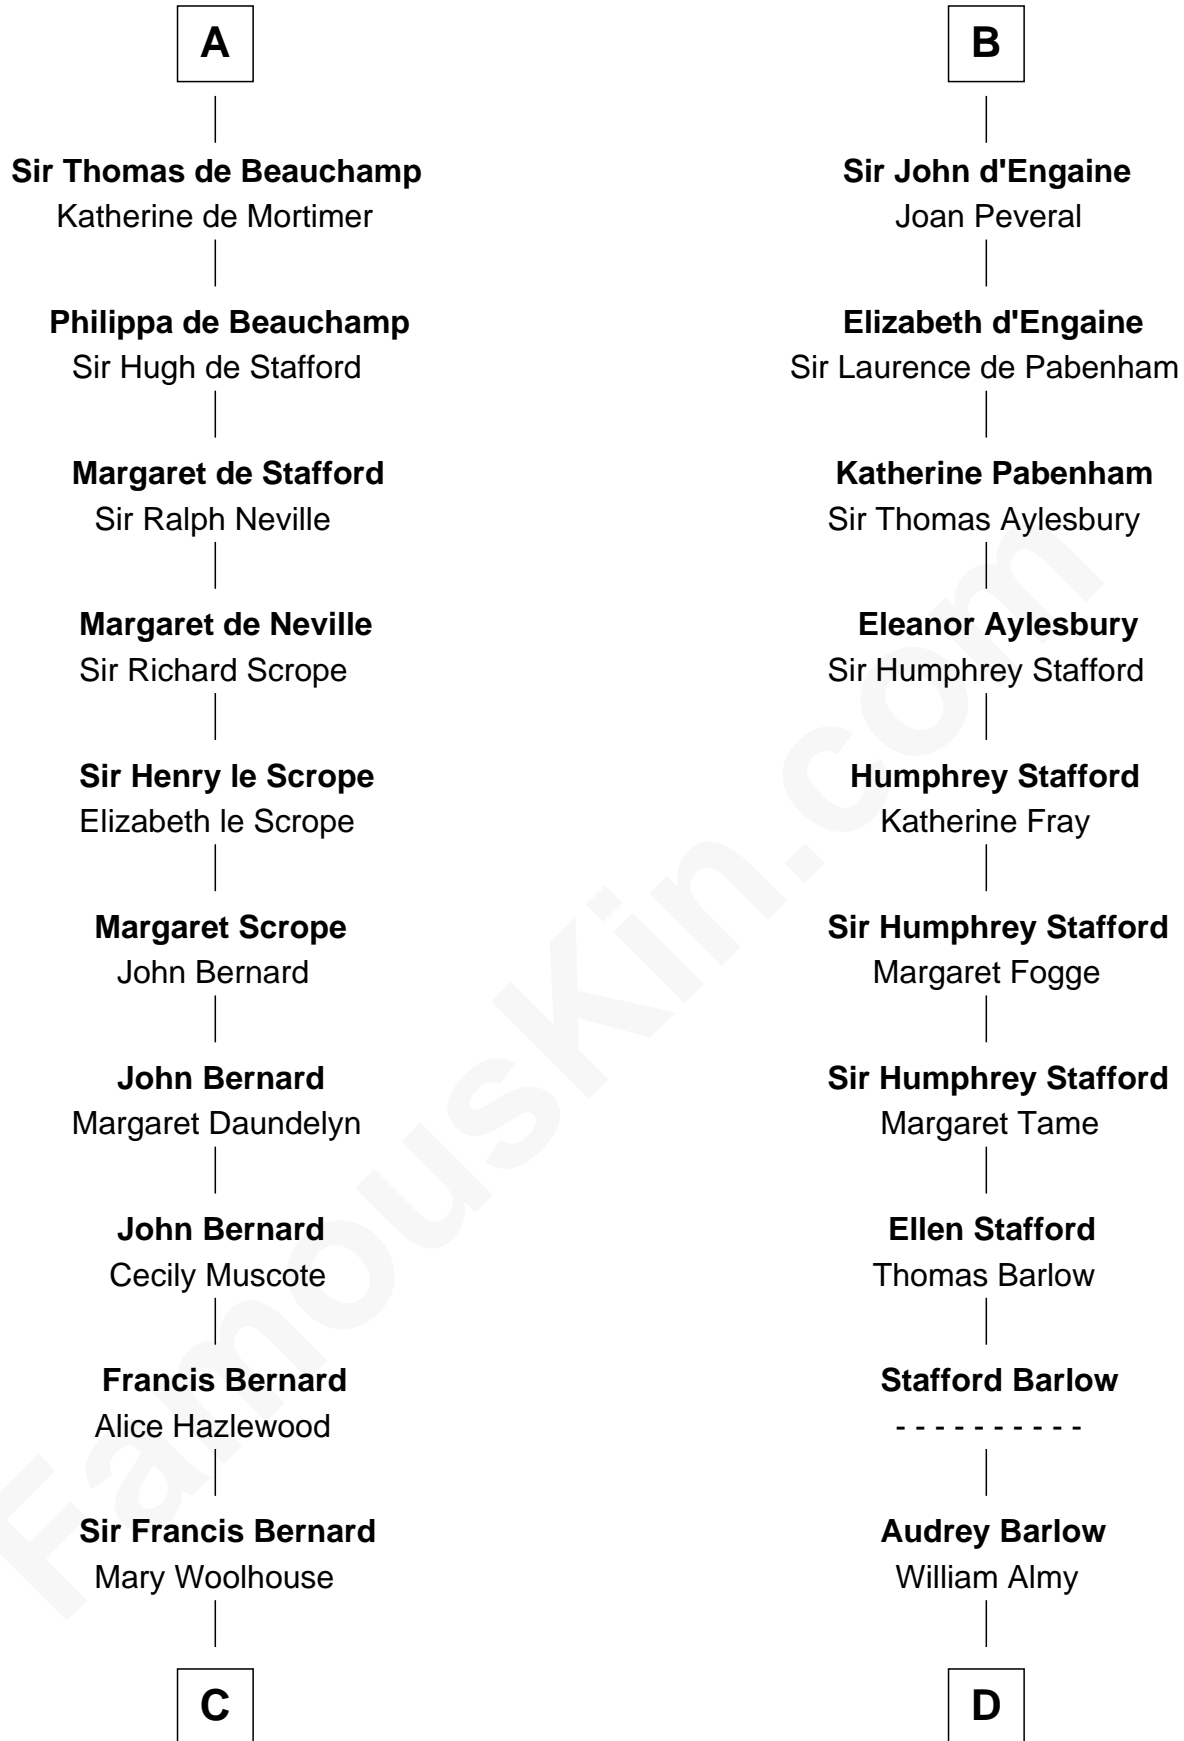 A
Sir Thomas de Beauchamp
Katherine de Mortimer
Philippa de Beauchamp
Sir Hugh de Stafford
Margaret de Stafford
Sir Ralph Neville
Margaret de Neville
Sir Richard Scrope
Sir Henry le Scrope
Elizabeth le Scrope
Margaret Scrope
John Bernard
John Bernard
Margaret Daundelyn
John Bernard
Cecily Muscote
Francis Bernard
Alice Hazlewood
Sir Francis Bernard
Mary Woolhouse
C
B
Sir John d'Engaine
Joan Peveral
Elizabeth d'Engaine
Sir Laurence de Pabenham
Katherine Pabenham
Sir Thomas Aylesbury
Eleanor Aylesbury
Sir Humphrey Stafford
Humphrey Stafford
Katherine Fray
Sir Humphrey Stafford
Margaret Fogge
Sir Humphrey Stafford
Margaret Tame
Ellen Stafford
Thomas Barlow
Stafford Barlow
- - - - - - - - - -
Audrey Barlow
William Almy
D
FamousKin.com